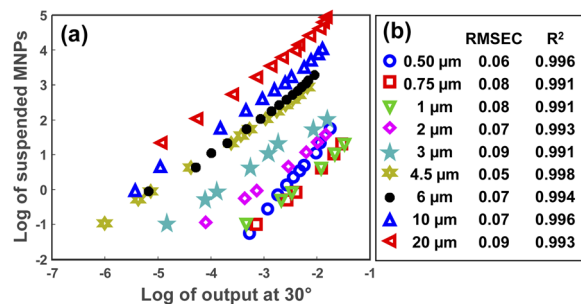 (a)
Log of suspended MNPs
5
4
3
2
1
0
-1
-2
-7 -6 -5 -4 -3 -2 -1
Log of output at 30°
(b)
RMSEC R²
0.50 µm 0.06 0.996
0.75 µm 0.08 0.991
1 µm 0.08 0.991
2 µm 0.07 0.993
3 µm 0.09 0.991
4.5 µm 0.05 0.998
6 µm 0.07 0.994
10 µm 0.07 0.996
20 µm 0.09 0.993